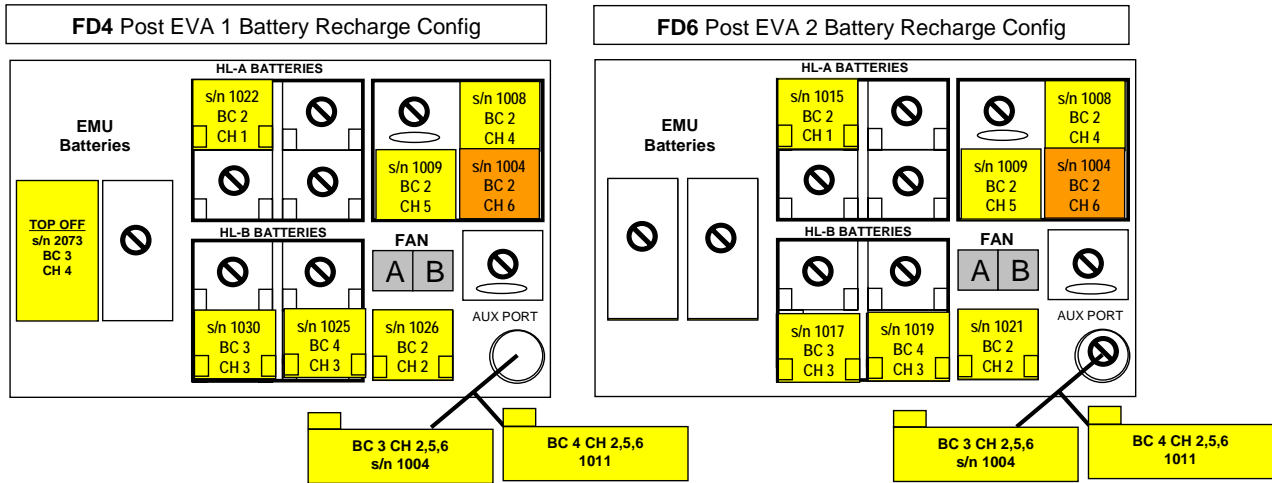 FD4 Post EVA 1 Battery Recharge Config
HL-A BATTERIES
EMU
Batteries
s/n 1022
BC 2
CH 1
s/n 1008
BC 2
CH 4
s/n 1009
BC 2
CH 5
s/n 1004
BC 2
CH 6
TOP OFF
s/n 2073
BC 3
CH 4
HL-B BATTERIES
FAN
A B
s/n 1030
BC 3
CH 3
s/n 1025
BC 4
CH 3
s/n 1026
BC 2
CH 2
AUX PORT
BC 3 CH 2,5,6
s/n 1004
BC 4 CH 2,5,6
1011
FD6 Post EVA 2 Battery Recharge Config
HL-A BATTERIES
EMU
Batteries
s/n 1015
BC 2
CH 1
s/n 1008
BC 2
CH 4
s/n 1009
BC 2
CH 5
s/n 1004
BC 2
CH 6
HL-B BATTERIES
FAN
A B
s/n 1017
BC 3
CH 3
s/n 1019
BC 4
CH 3
s/n 1021
BC 2
CH 2
AUX PORT
BC 3 CH 2,5,6
s/n 1004
BC 4 CH 2,5,6
1011